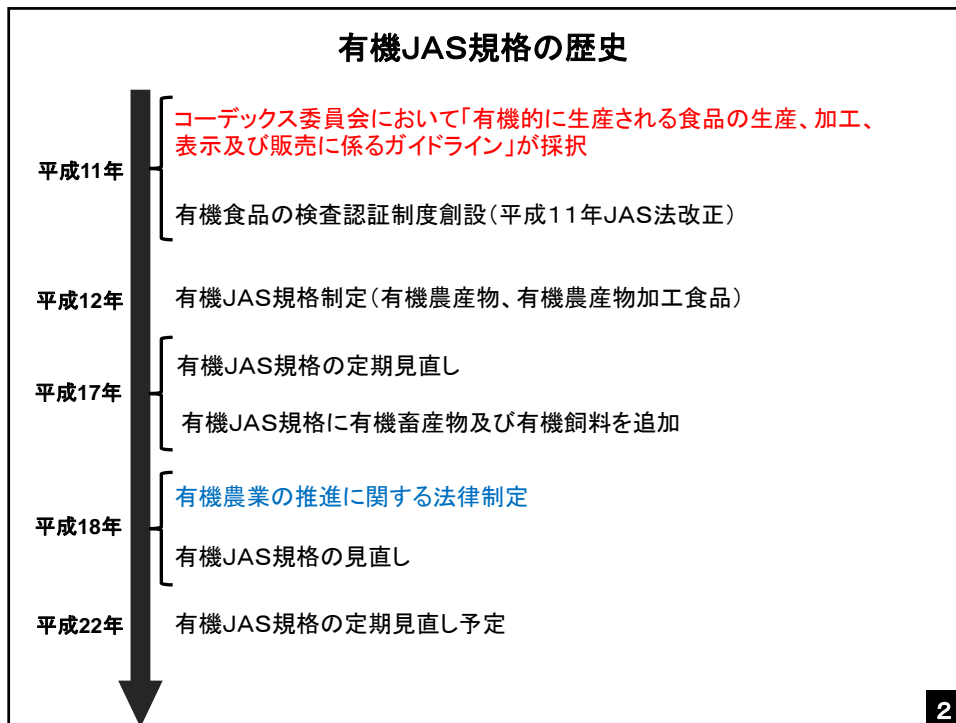 有機JAS規格の歴史
コーデックス委員会において「有機的に生産される食品の生産、加工、
表示及び販売に係るガイドライン」が採択
平成11年
有機食品の検査認証制度創設(平成11年JAS法改正)
平成12年
有機JAS規格制定(有機農産物、有機農産物加工食品)
有機JAS規格の定期見直し
平成17年
有機JAS規格に有機畜産物及び有機飼料を追加
有機農業の推進に関する法律制定
平成18年
有機JAS規格の見直し
平成22年
有機JAS規格の定期見直し予定
2